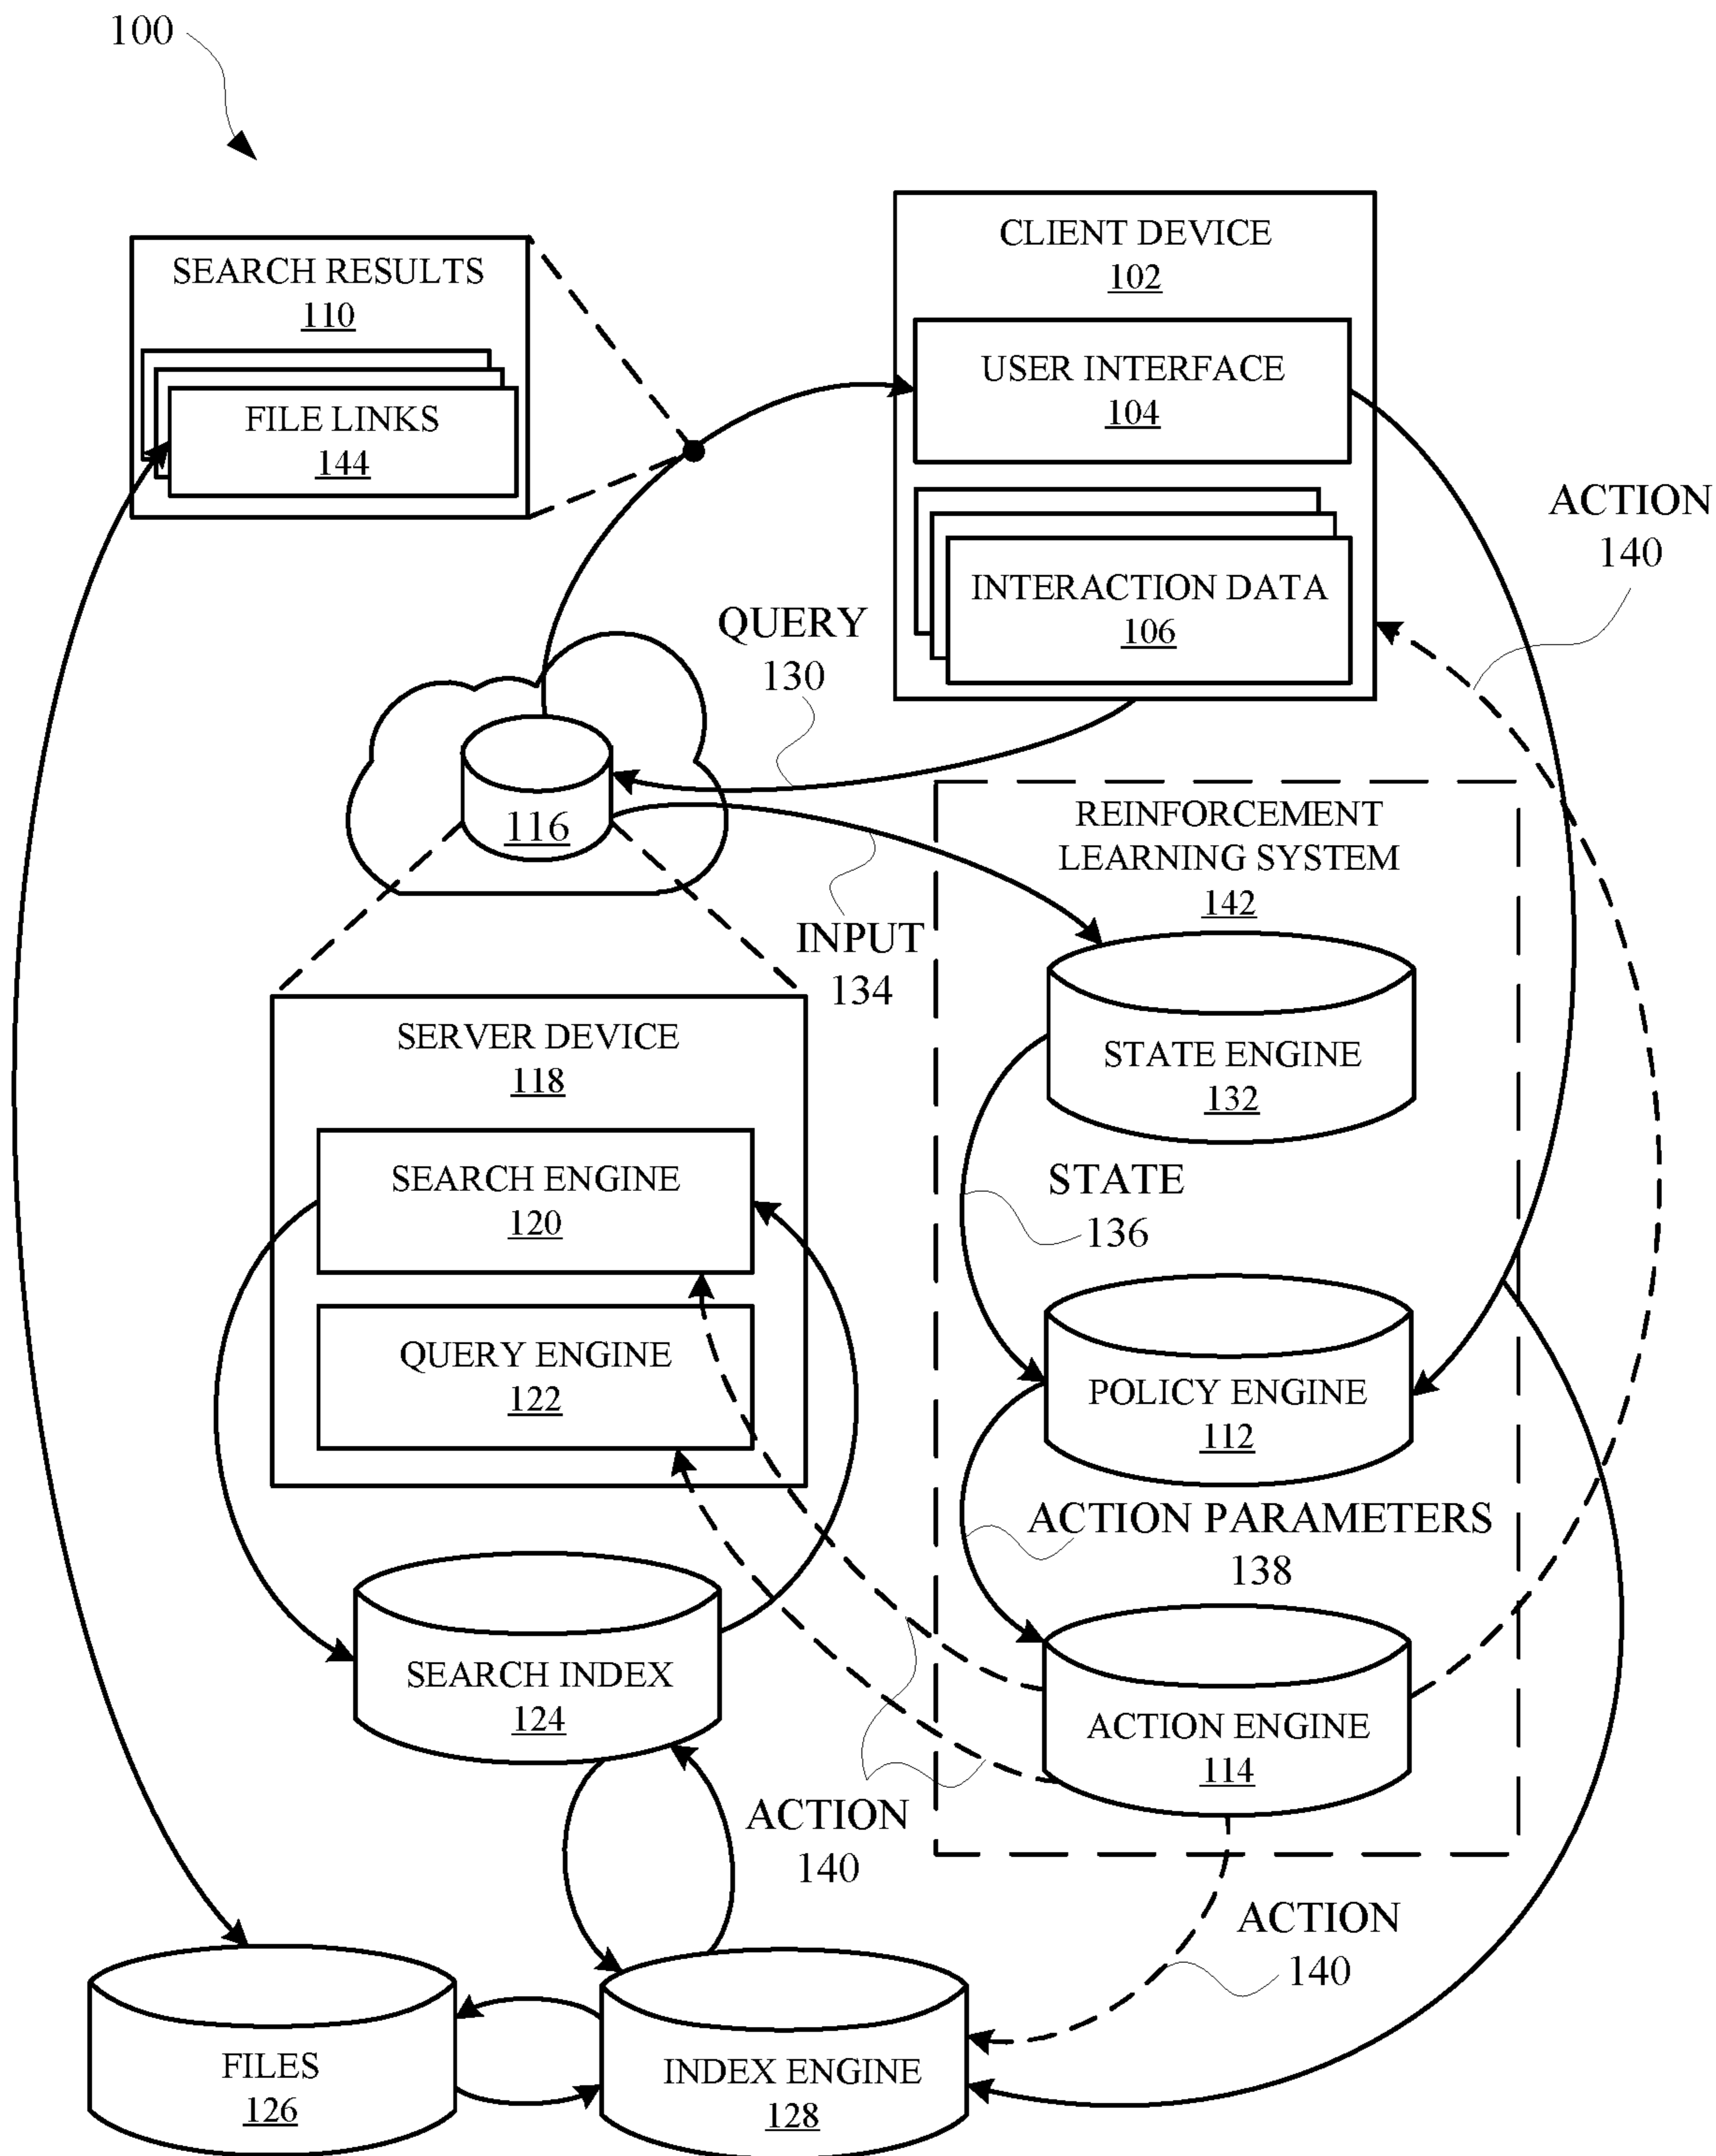 100
SEARCH RESULTS
110
FILE LINKS
144
CLIENT DEVICE
102
USER INTERFACE
104
INTERACTION DATA
106
ACTION
140
QUERY
130
116
INPUT
134
REINFORCEMENT
LEARNING SYSTEM
142
STATE ENGINE
132
SERVER DEVICE
118
SEARCH ENGINE
120
QUERY ENGINE
122
STATE
136
POLICY ENGINE
112
ACTION PARAMETERS
138
SEARCH INDEX
124
ACTION ENGINE
114
ACTION
140
ACTION
140
FILES
126
INDEX ENGINE
128